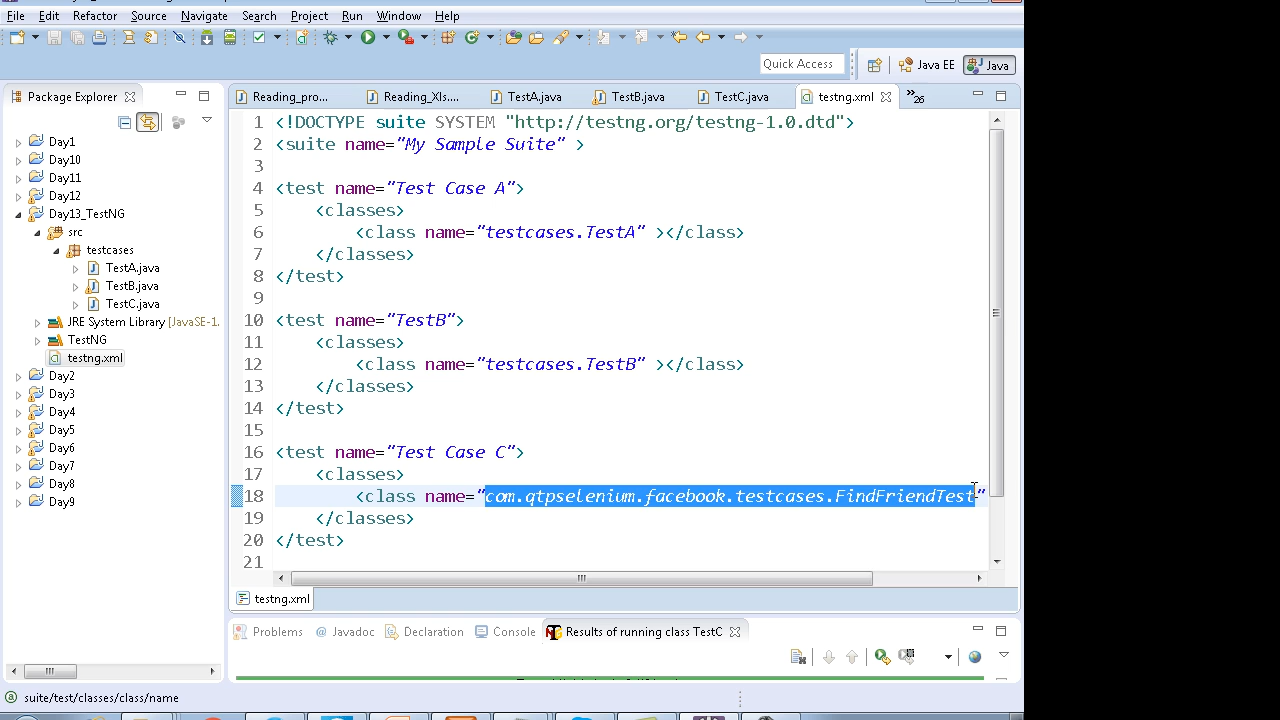 File Edit Refactor Source Navigate Search Project Run Window Help
Quick Access
Java EE
Java
Package Explorer
Reading_pro...
Reading_Xls....
TestA.java
TestB.java
TestC.java
testng.xml
»26
Day1
Day10
Day11
Day12
Day13_TestNG
src
testcases
TestA.java
TestB.java
TestC.java
JRE System Library [JavaSE-1.
TestNG
testng.xml
Day2
Day3
Day4
Day5
Day6
Day7
Day8
Day9
1 <!DOCTYPE suite SYSTEM "http://testng.org/testng-1.0.dtd">
2 <suite name="My Sample Suite" >
3
4 <test name="Test Case A">
5 <classes>
6 <class name="testcases.TestA" ></class>
7 </classes>
8 </test>
9
10 <test name="TestB">
11 <classes>
12 <class name="testcases.TestB" ></class>
13 </classes>
14 </test>
15
16 <test name="Test Case C">
17 <classes>
18 <class name="com.qtpselenium.facebook.testcases.FindFriendTest"
19 </classes>
20 </test>
21
testng.xml
Problems
@ Javadoc
Declaration
Console
Results of running class TestC
suite/test/classes/class/name